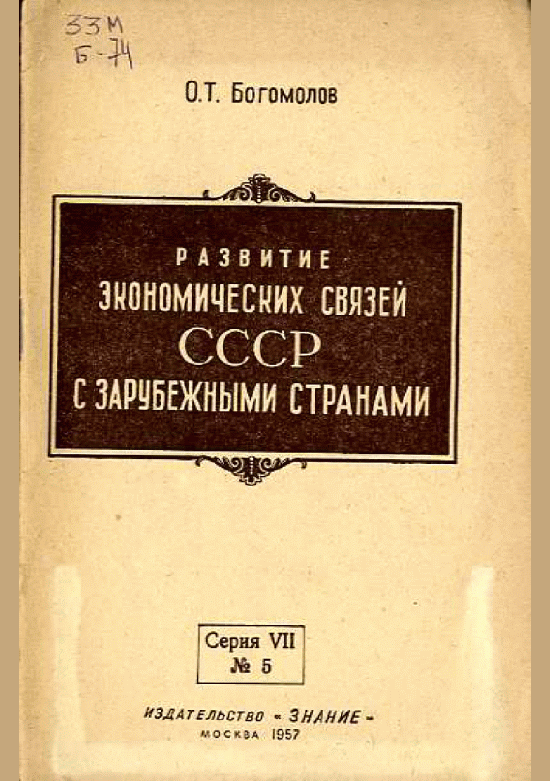 33М
Б-74
О.Т. Богомолов
РАЗВИТИЕ
ЭКОНОМИЧЕСКИХ СВЯЗЕЙ
СССР
С ЗАРУБЕЖНЫМИ СТРАНАМИ
Серия VII
№ 5
ИЗДАТЕЛЬСТВО «ЗНАНИЕ»
МОСКВА 1957